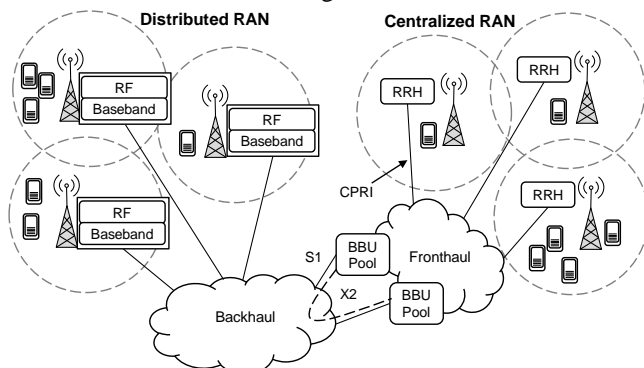 Distributed RAN
Centralized RAN
RF
Baseband
RF
Baseband
RRH
RRH
CPRI
RF
Baseband
RRH
S1
BBU
Pool
Fronthaul
X2
BBU
Pool
Backhaul